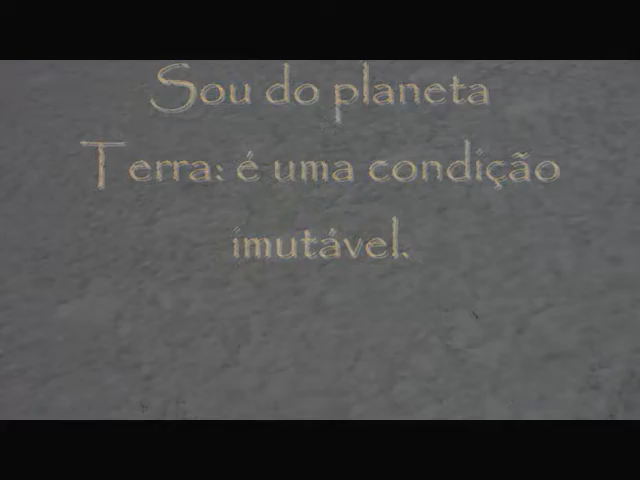 Sou do planeta
Terra: é uma condição
imutável.